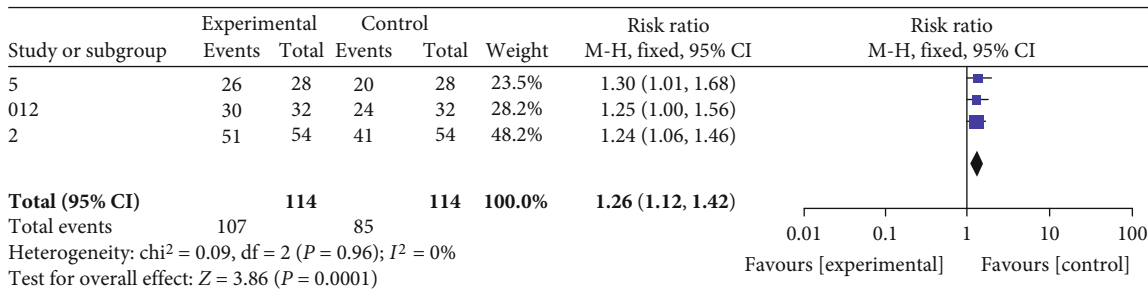 Experimental Control Risk ratio Risk ratio
Study or subgroup Events Total Events Total Weight M-H, fixed, 95% CI M-H, fixed, 95% CI
5 26 28 20 28 23.5% 1.30 (1.01, 1.68)
012 30 32 24 32 28.2% 1.25 (1.00, 1.56)
2 51 54 41 54 48.2% 1.24 (1.06, 1.46)
Total (95% CI) 114 114 100.0% 1.26 (1.12, 1.42)
Total events 107 85
Heterogeneity: chi² = 0.09, df = 2 (P = 0.96); I² = 0%
Test for overall effect: Z = 3.86 (P = 0.0001)
0.01 0.1 1 10 100
Favours [experimental] Favours [control]